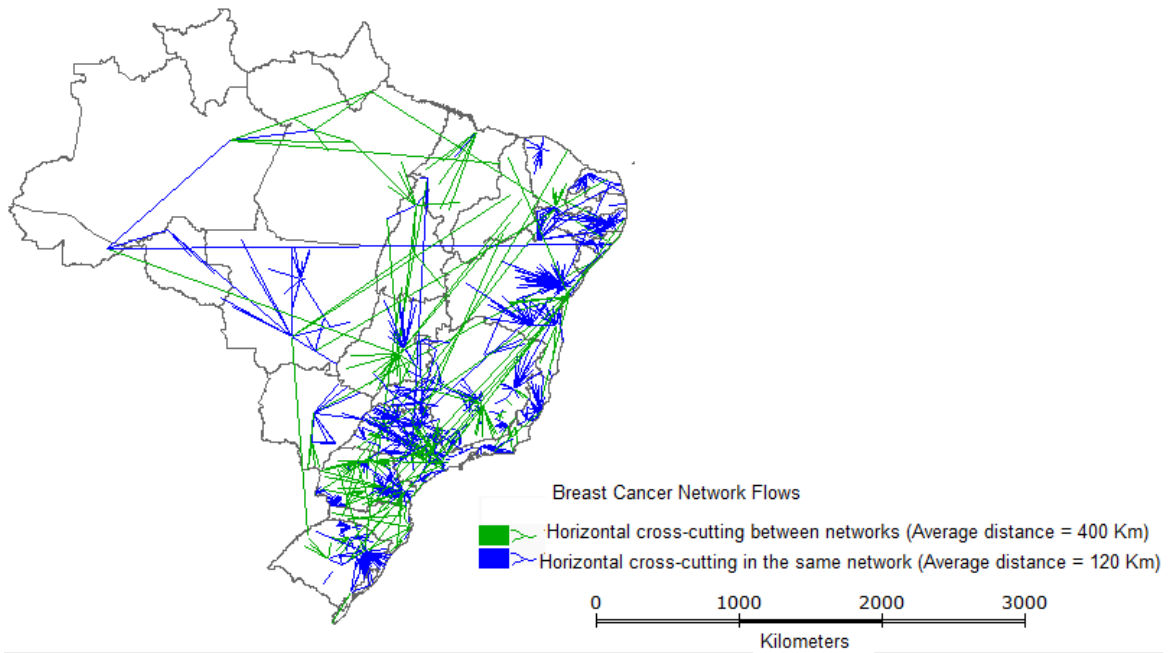 Breast Cancer Network Flows
Horizontal cross-cutting between networks (Average distance = 400 Km)
Horizontal cross-cutting in the same network (Average distance = 120 Km)
0 1000 2000 3000
Kilometers